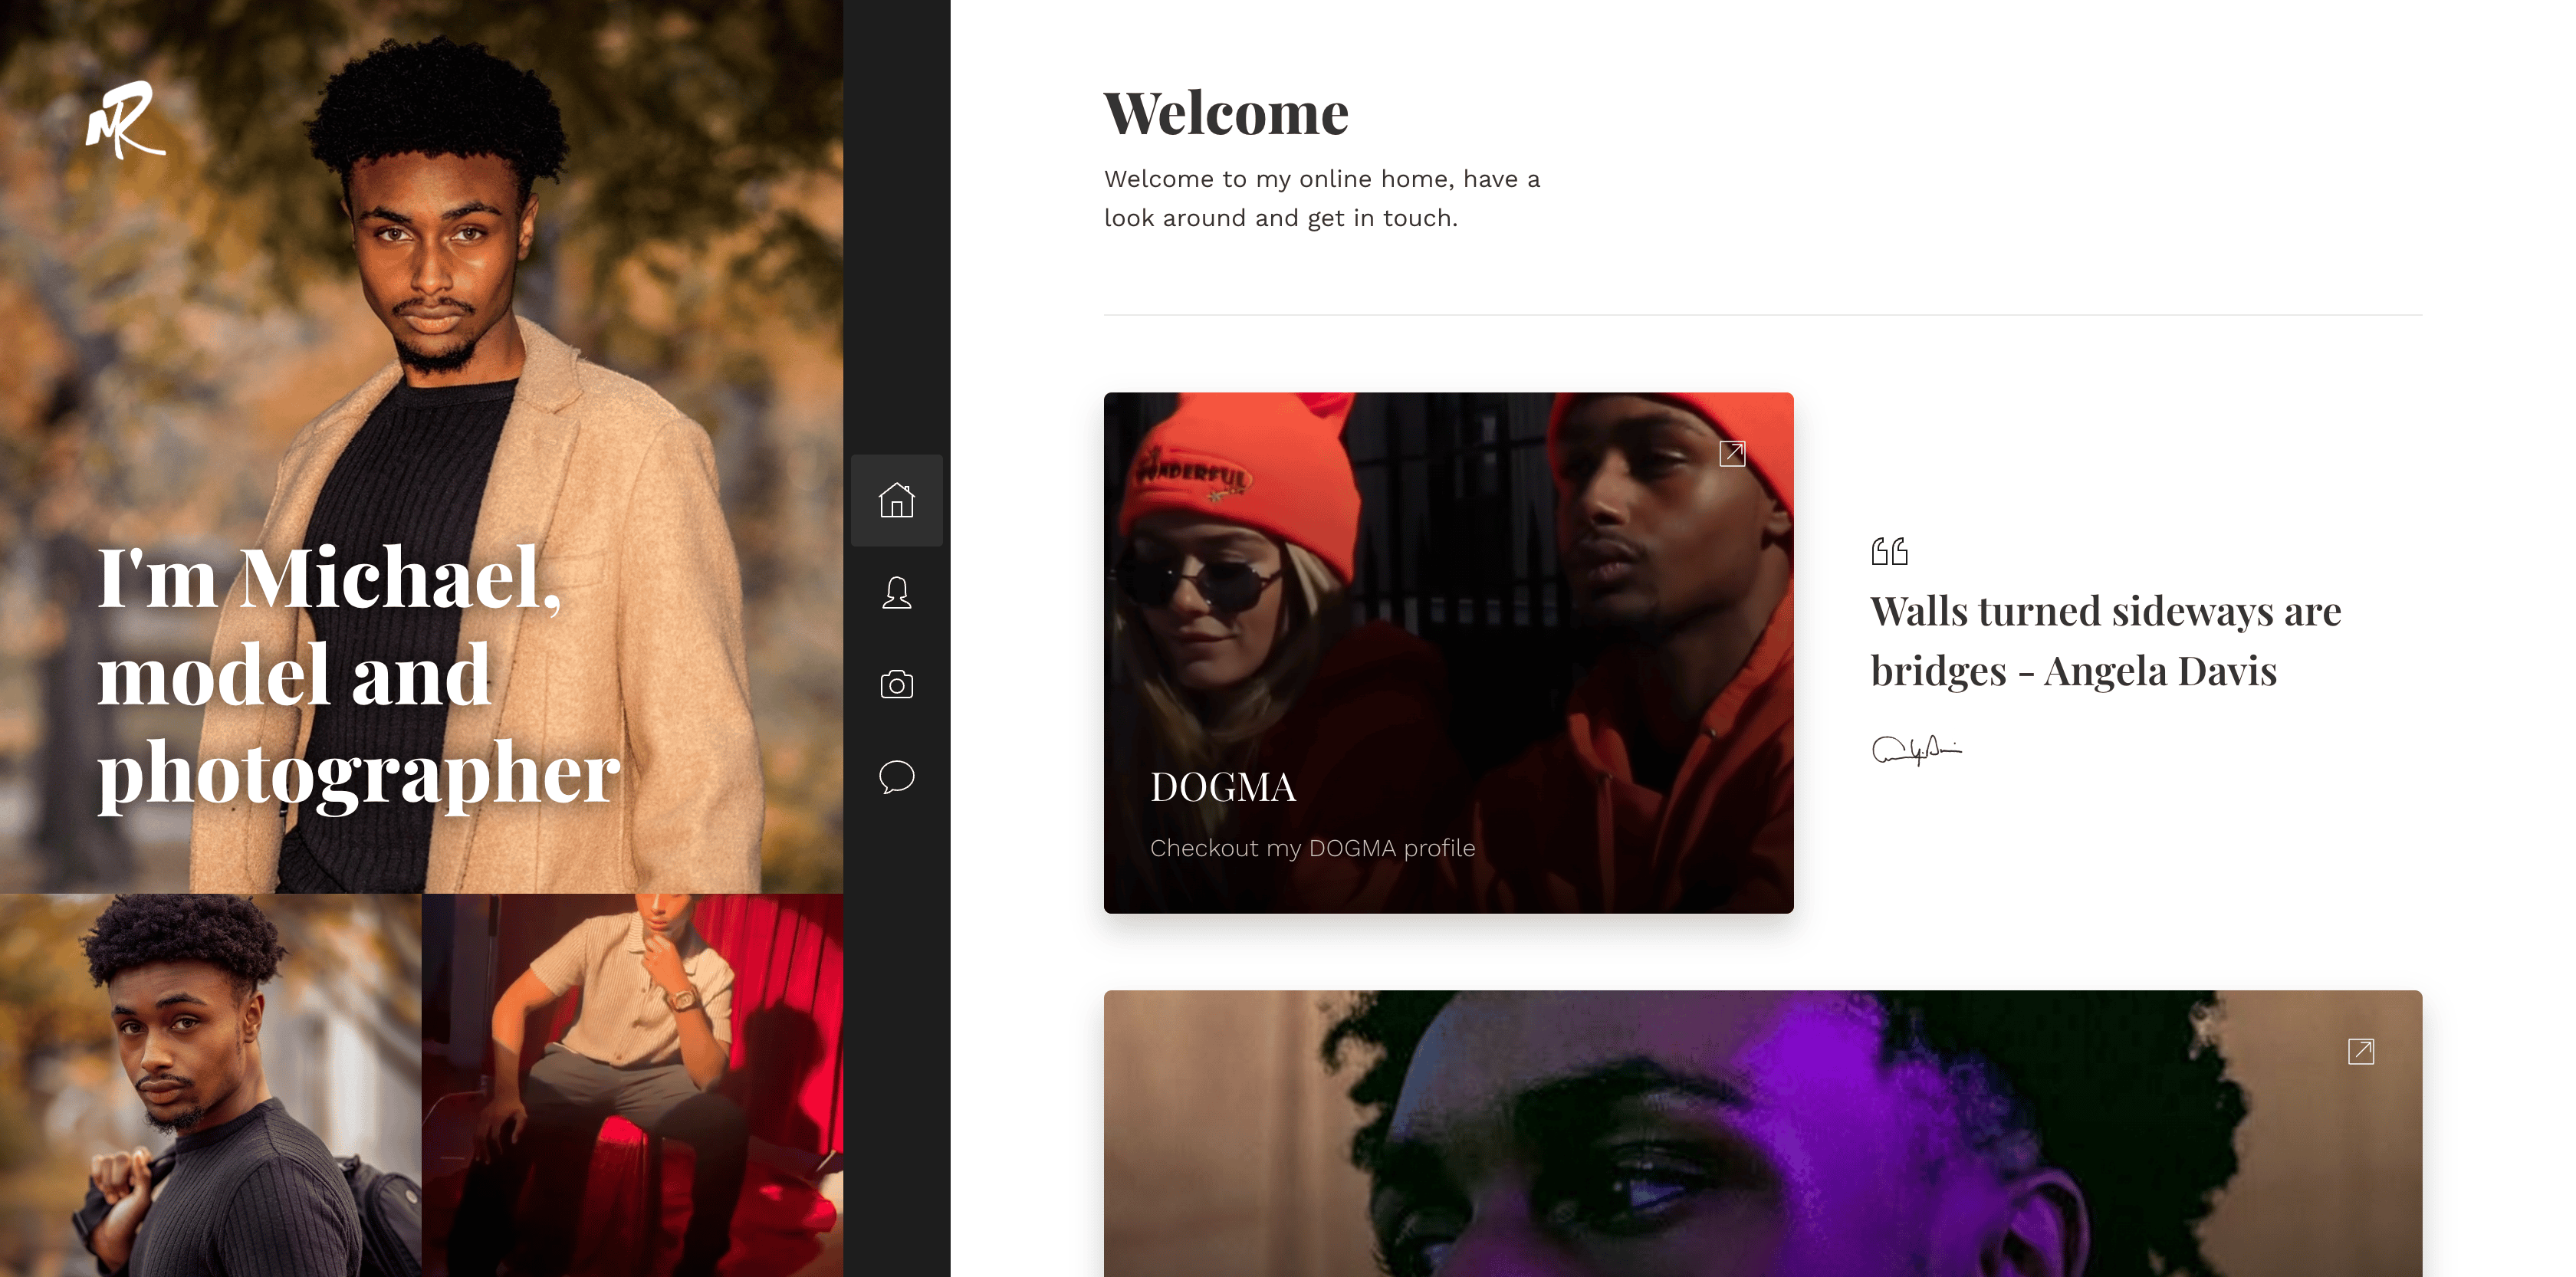 MR
I'm Michael,
model and
photographer
Welcome
Welcome to my online home, have a
look around and get in touch.
WONDERFUL
DOGMA
Checkout my DOGMA profile
Walls turned sideways are
bridges - Angela Davis